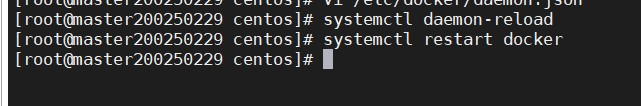 [root@master200250229 centos]# vi /etc/docker/daemon.json
[root@master200250229 centos]# systemctl daemon-reload
[root@master200250229 centos]# systemctl restart docker
[root@master200250229 centos]#